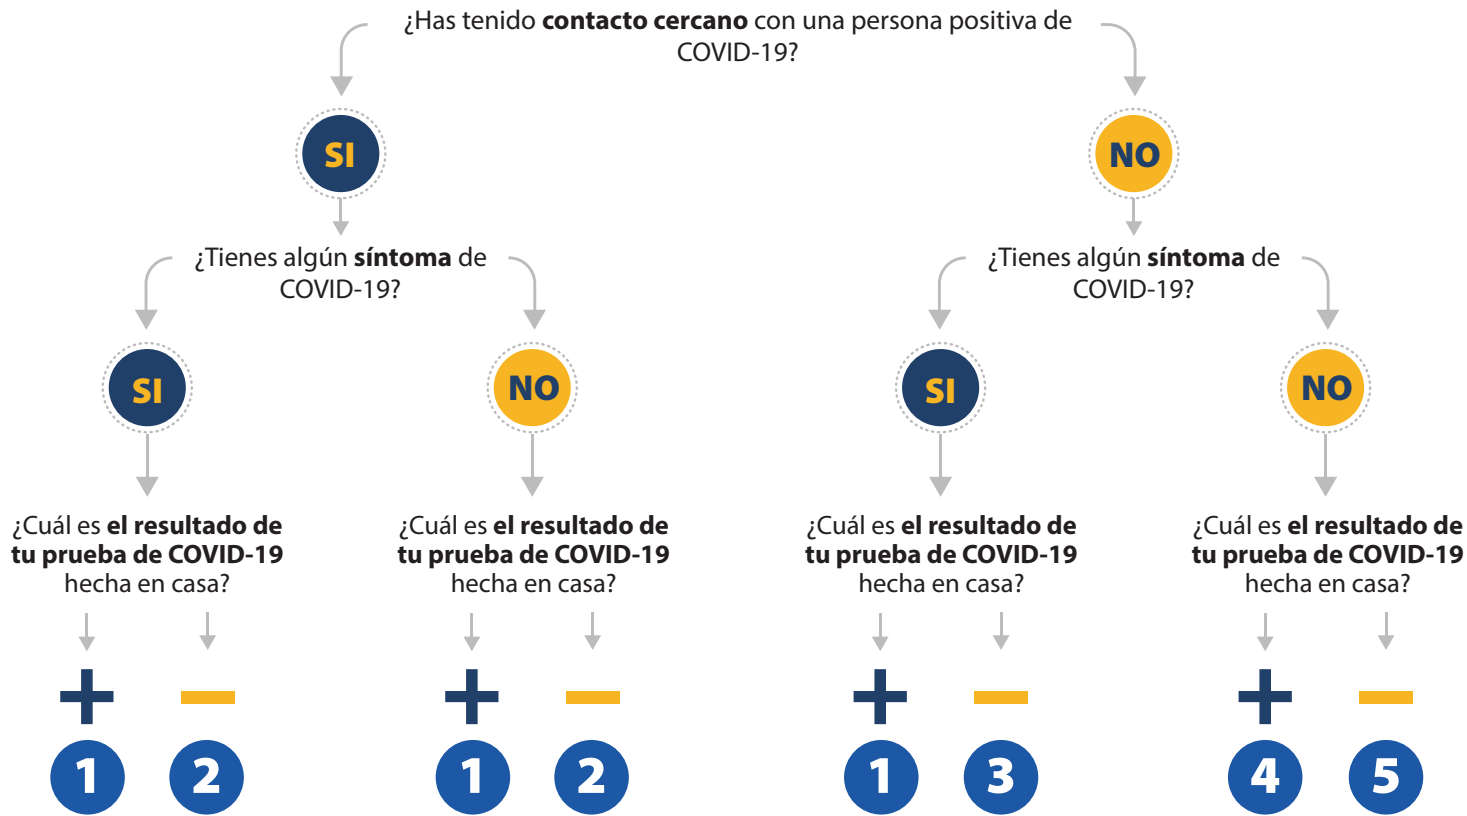 ¿Has tenido contacto cercano con una persona positiva de
COVID-19?
SI
NO
¿Tienes algún síntoma de
COVID-19?
¿Tienes algún síntoma de
COVID-19?
SI
NO
SI
NO
¿Cuál es el resultado de
tu prueba de COVID-19
hecha en casa?
¿Cuál es el resultado de
tu prueba de COVID-19
hecha en casa?
¿Cuál es el resultado de
tu prueba de COVID-19
hecha en casa?
¿Cuál es el resultado de
tu prueba de COVID-19
hecha en casa?
+ −
+ −
+ −
+ −
1 2
1 2
1 3
4 5